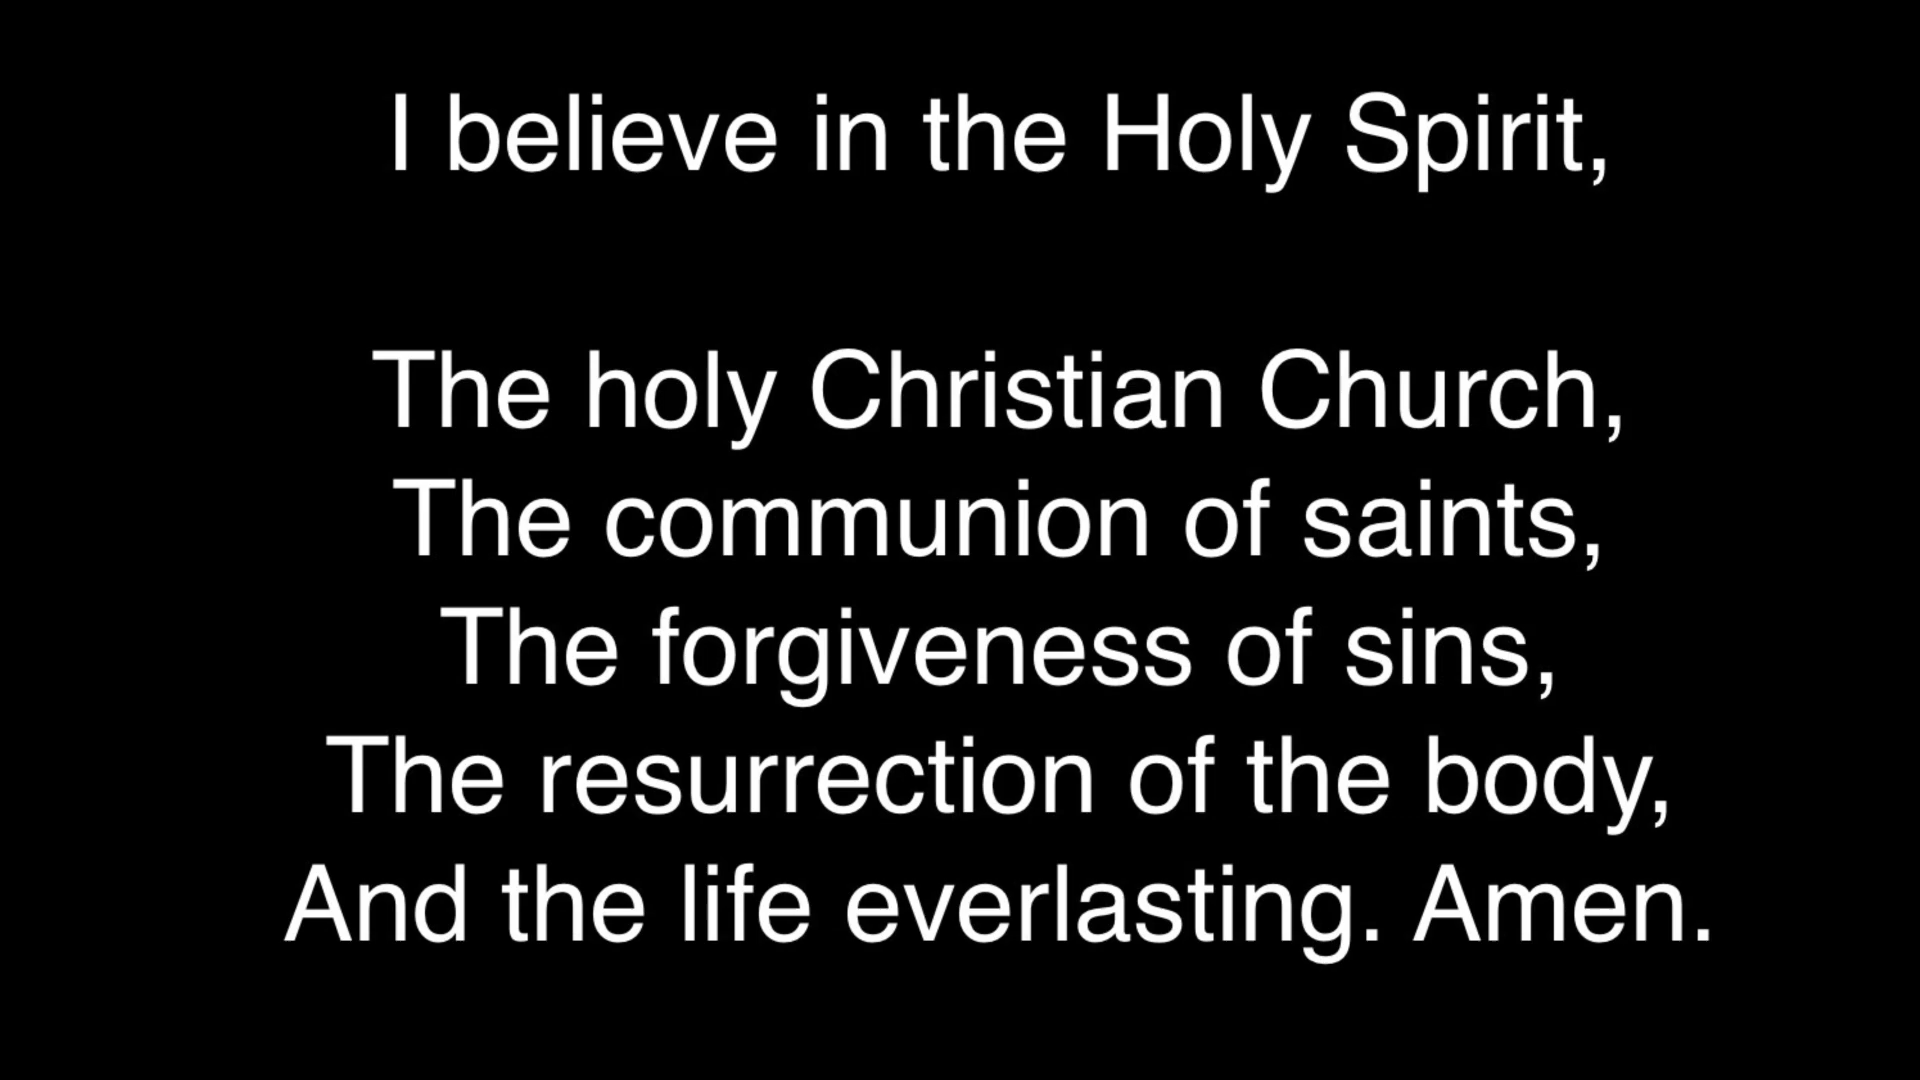 I believe in the Holy Spirit,
The holy Christian Church,
The communion of saints,
The forgiveness of sins,
The resurrection of the body,
And the life everlasting. Amen.